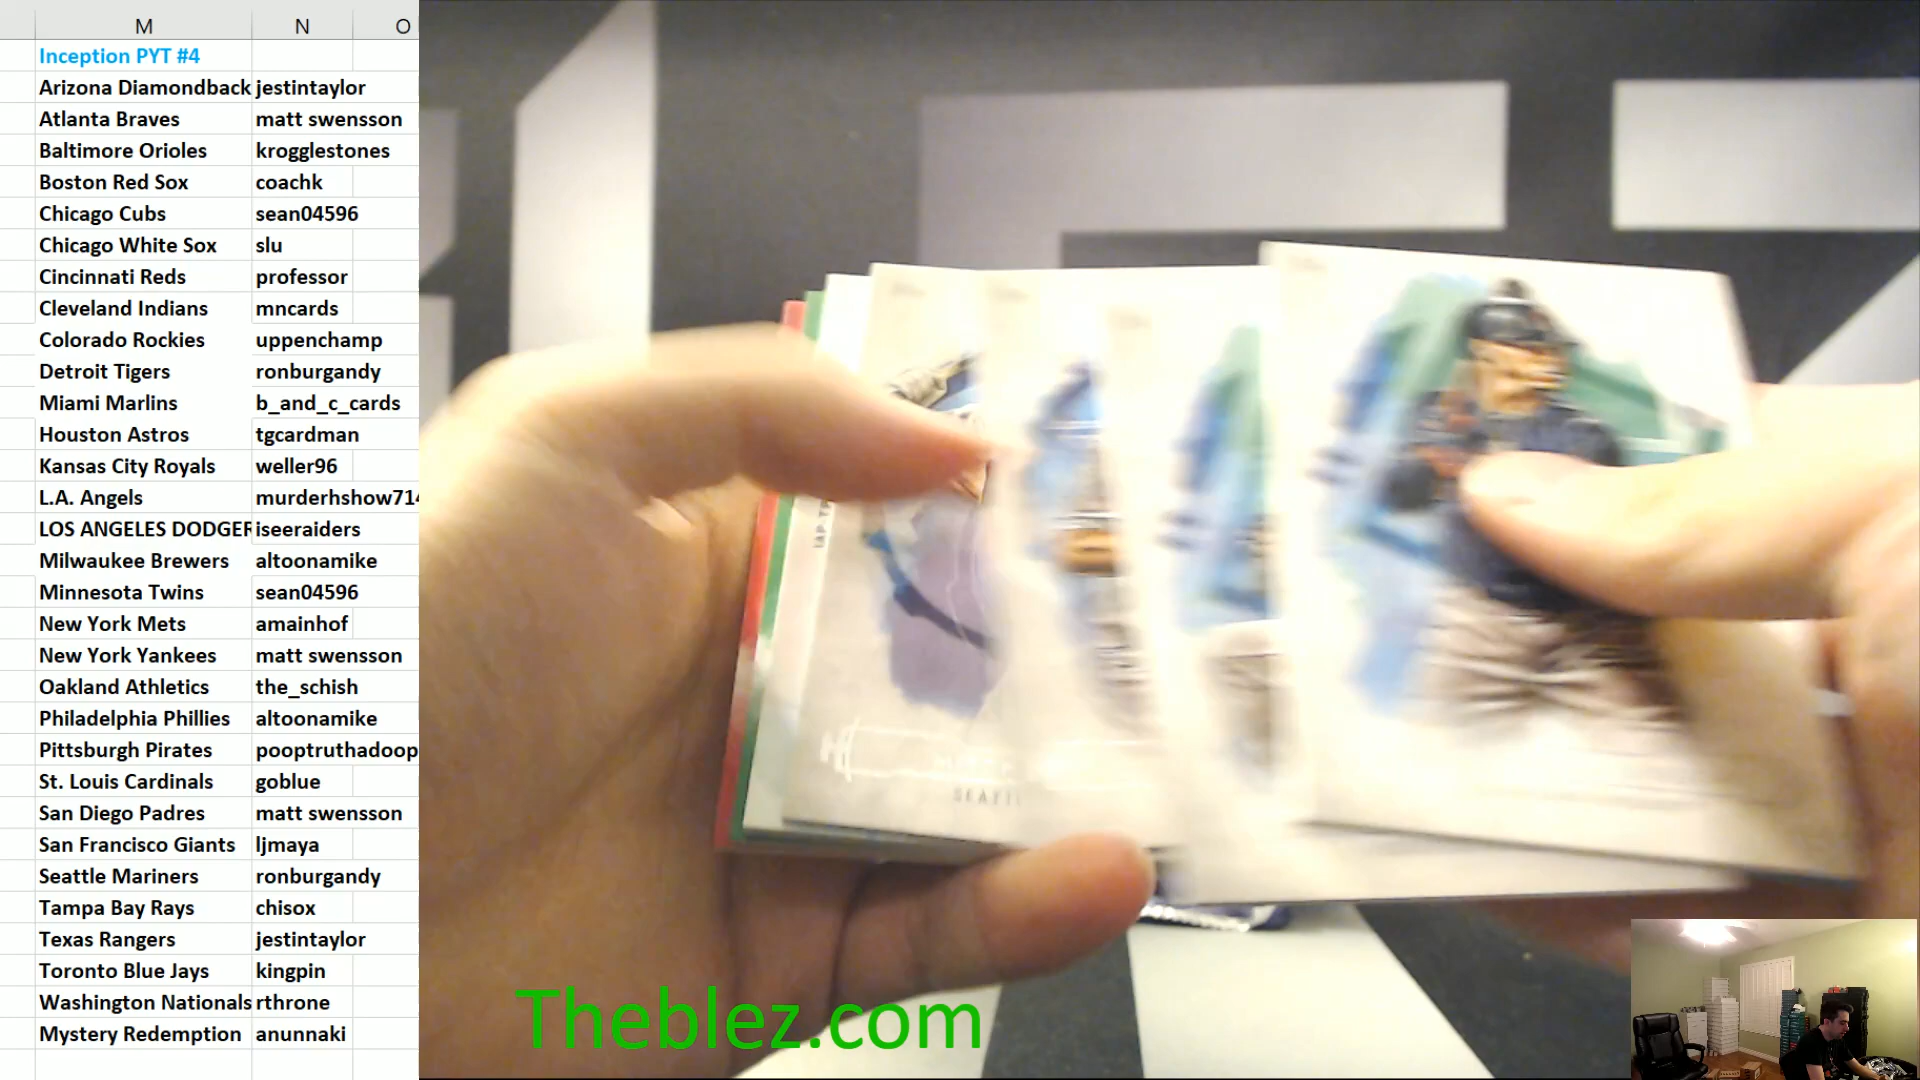 M N O
Inception PYT #4
Arizona Diamondback jestintaylor
Atlanta Braves matt swensson
Baltimore Orioles krogglestones
Boston Red Sox coachk
Chicago Cubs sean04596
Chicago White Sox slu
Cincinnati Reds professor
Cleveland Indians mncards
Colorado Rockies uppenchamp
Detroit Tigers ronburgandy
Miami Marlins b_and_c_cards
Houston Astros tgcardman
Kansas City Royals weller96
L.A. Angels murderhshow714
LOS ANGELES DODGER iseeraiders
Milwaukee Brewers altoonamike
Minnesota Twins sean04596
New York Mets amainhof
New York Yankees matt swensson
Oakland Athletics the_schish
Philadelphia Phillies altoonamike
Pittsburgh Pirates pooptruthadoop
St. Louis Cardinals goblue
San Diego Padres matt swensson
San Francisco Giants ljmaya
Seattle Mariners ronburgandy
Tampa Bay Rays chisox
Texas Rangers jestintaylor
Toronto Blue Jays kingpin
Washington Nationals rthrone
Mystery Redemption anunnaki
Theblez.com